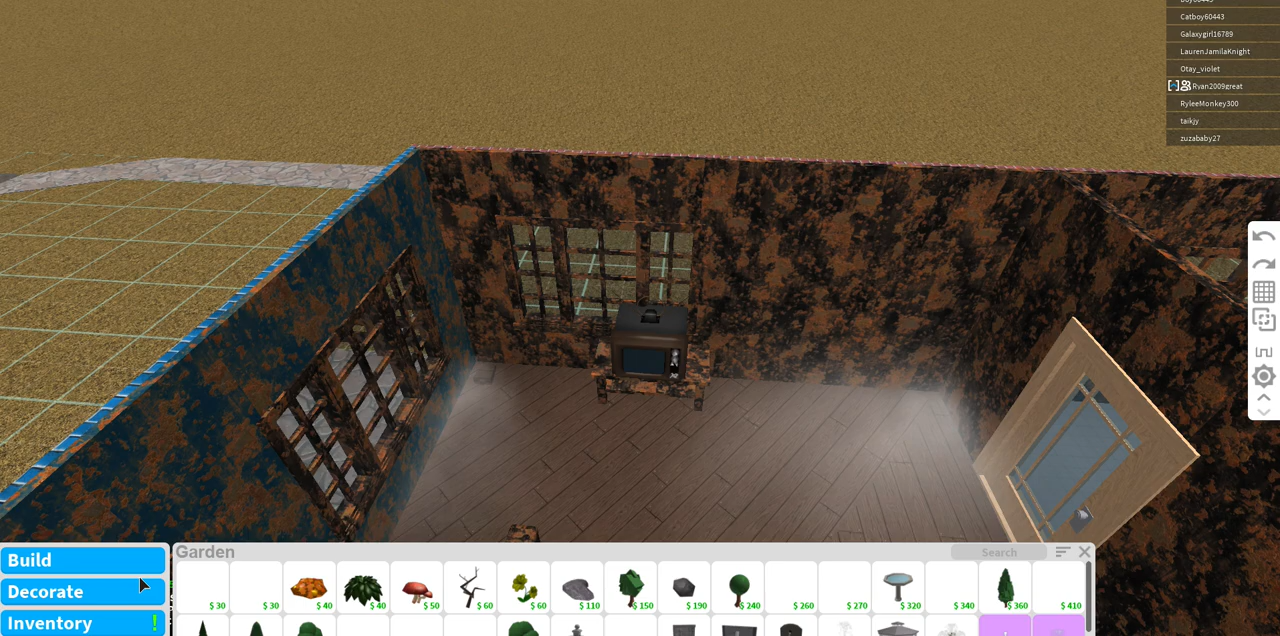 Catboy60443
Galaxygirl16789
LaurenJamilaKnight
Otay_violet
Ryan2009great
RyleeMonkey300
taikjy
zuzababy27
Build
Decorate
Inventory !
Garden
Search
$ 30
$ 30
$ 40
$ 40
$ 50
$ 60
$ 60
$ 110
$ 150
$ 190
$ 240
$ 260
$ 270
$ 320
$ 340
$ 360
$ 410